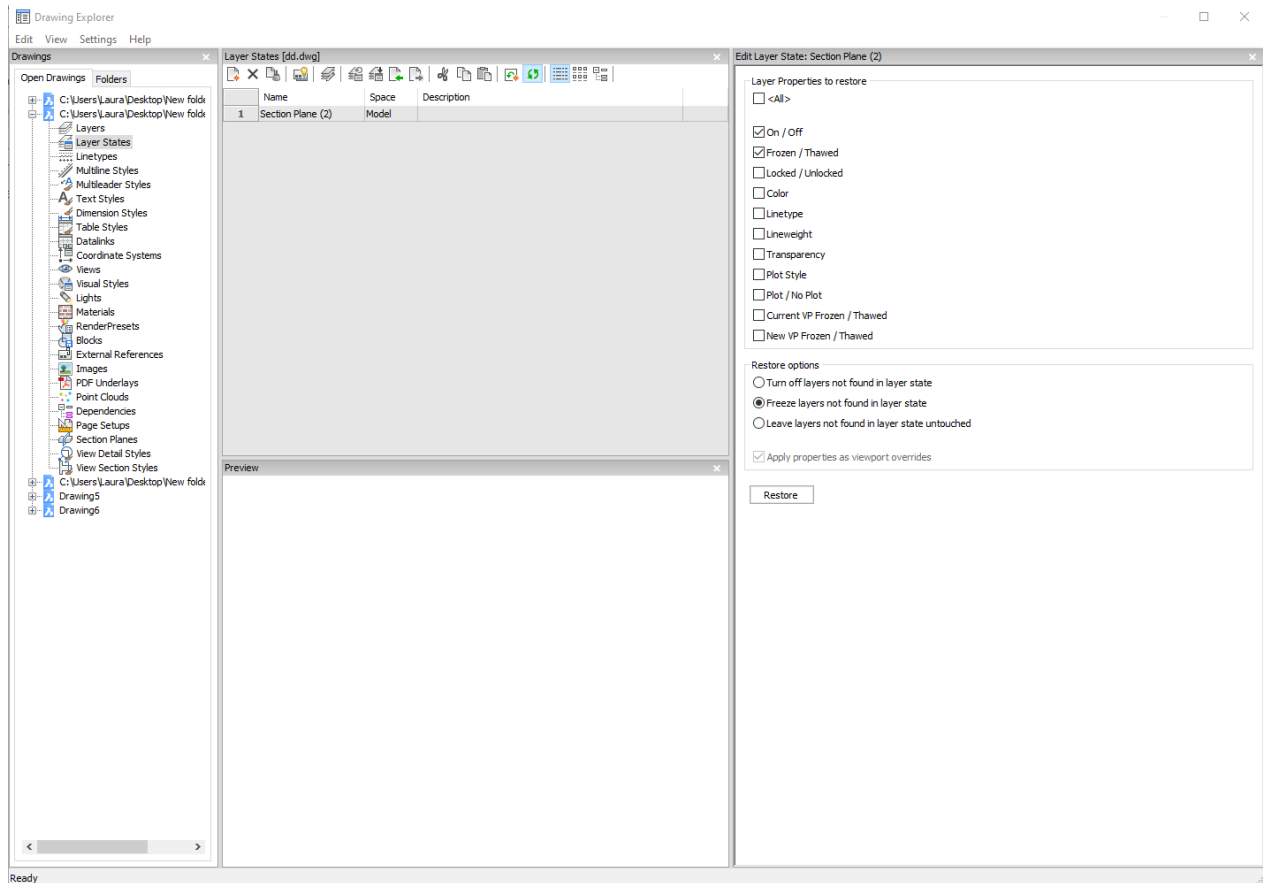 Drawing Explorer
Edit View Settings Help
Drawings
Open Drawings Folders
C:\Users\Laura\Desktop\New folde
C:\Users\Laura\Desktop\New folde
Layers
Layer States
Linetypes
Multiline Styles
Multileader Styles
Text Styles
Dimension Styles
Table Styles
Datalinks
Coordinate Systems
Views
Visual Styles
Lights
Materials
RenderPresets
Blocks
External References
Images
PDF Underlays
Point Clouds
Dependencies
Page Setups
Section Planes
View Detail Styles
View Section Styles
C:\Users\Laura\Desktop\New folde
Drawing5
Drawing6
Layer States [dd.dwg]
Name Space Description
1 Section Plane (2) Model
Preview
Edit Layer State: Section Plane (2)
Layer Properties to restore
<All>
On / Off
Frozen / Thawed
Locked / Unlocked
Color
Linetype
Lineweight
Transparency
Plot Style
Plot / No Plot
Current VP Frozen / Thawed
New VP Frozen / Thawed
Restore options
Turn off layers not found in layer state
Freeze layers not found in layer state
Leave layers not found in layer state untouched
Apply properties as viewport overrides
Restore
Ready